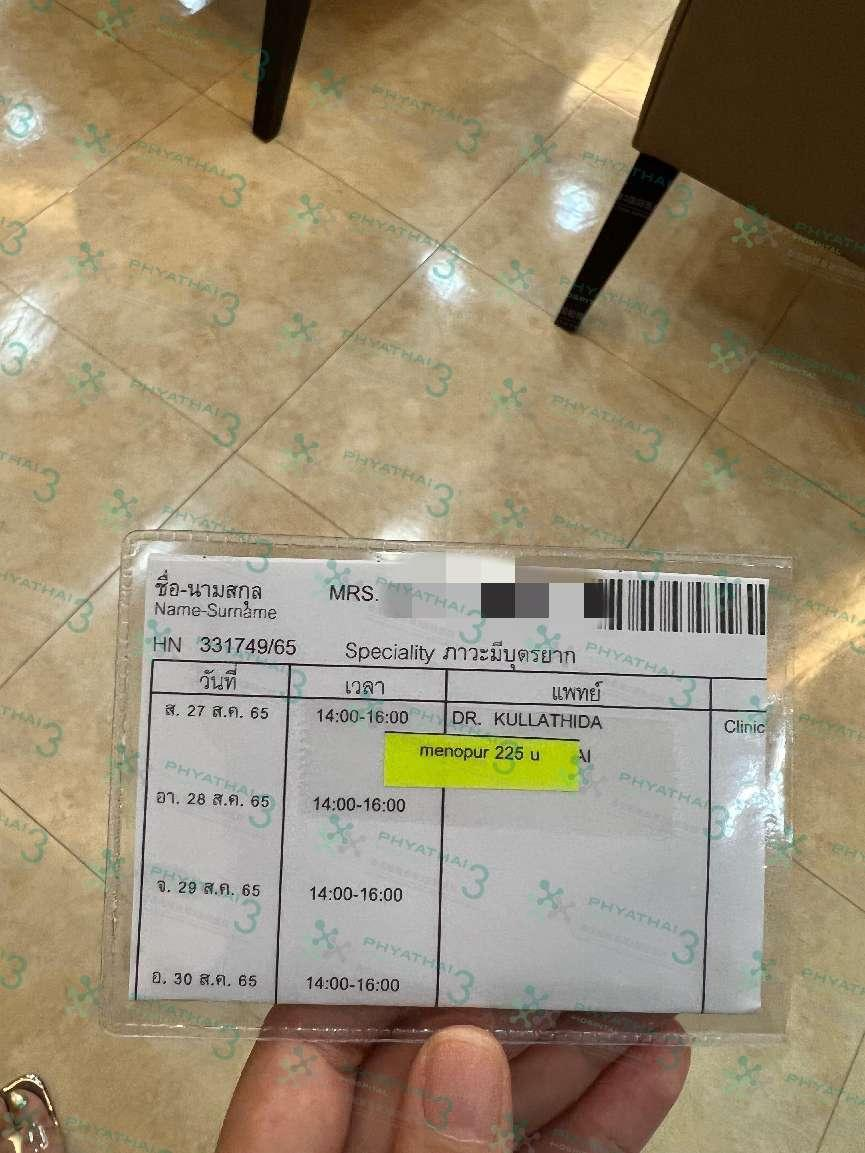 PHYATHAI 3
HOSPITAL
ชื่อ-นามสกุล MRS.
Name-Surname
HN 331749/65 Speciality ภาวะมีบุตรยาก
วันที่ เวลา แพทย์
ส. 27 ส.ค. 65 14:00-16:00 DR. KULLATHIDA Clinic
menopur 225 u AI
อา. 28 ส.ค. 65 14:00-16:00
จ. 29 ส.ค. 65 14:00-16:00
อ. 30 ส.ค. 65 14:00-16:00